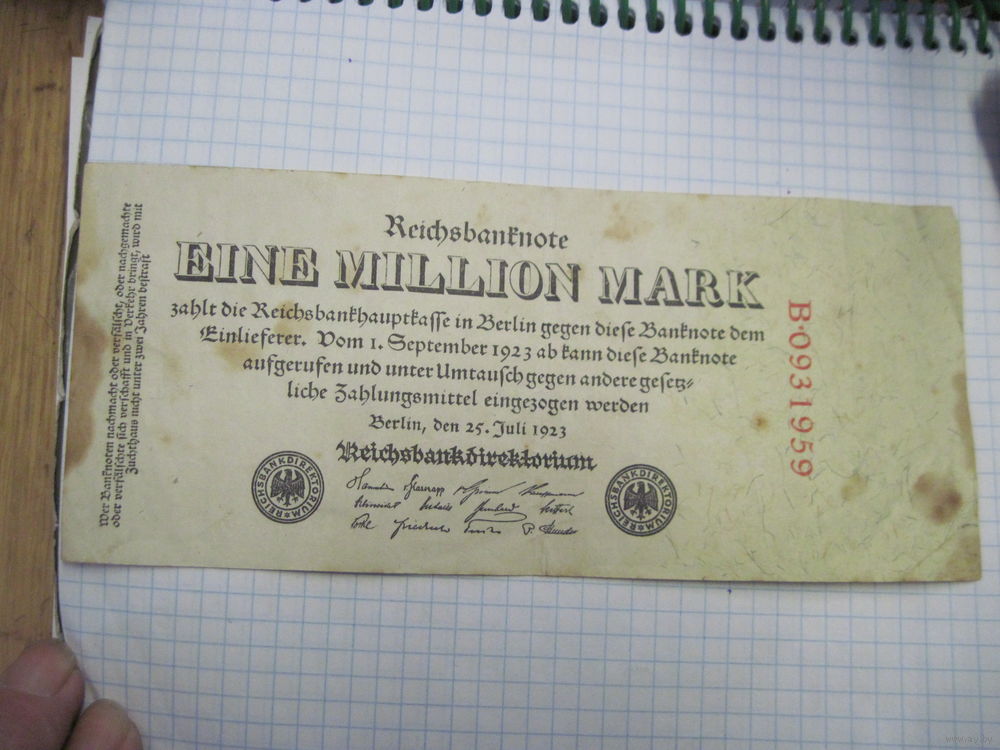 Reichsbanknote
EINE MILLION MARK
zahlt die Reichsbankhauptkasse in Berlin gegen diese Banknote dem
Einlieferer. Vom 1. September 1923 ab kann diese Banknote
aufgerufen und unter Umtausch gegen andere gesetz-
liche Zahlungsmittel eingezogen werden
Berlin, den 25. Juli 1923
Reichsbankdirektorium
REICHSBANKDIREKTORIUM
REICHSBANKDIREKTORIUM
B·0931959
Wer Banknoten nachmacht oder verfälscht, oder nachgemachte
oder verfälschte sich verschafft und in Verkehr bringt, wird mit
Zuchthaus nicht unter zwei Jahren bestraft